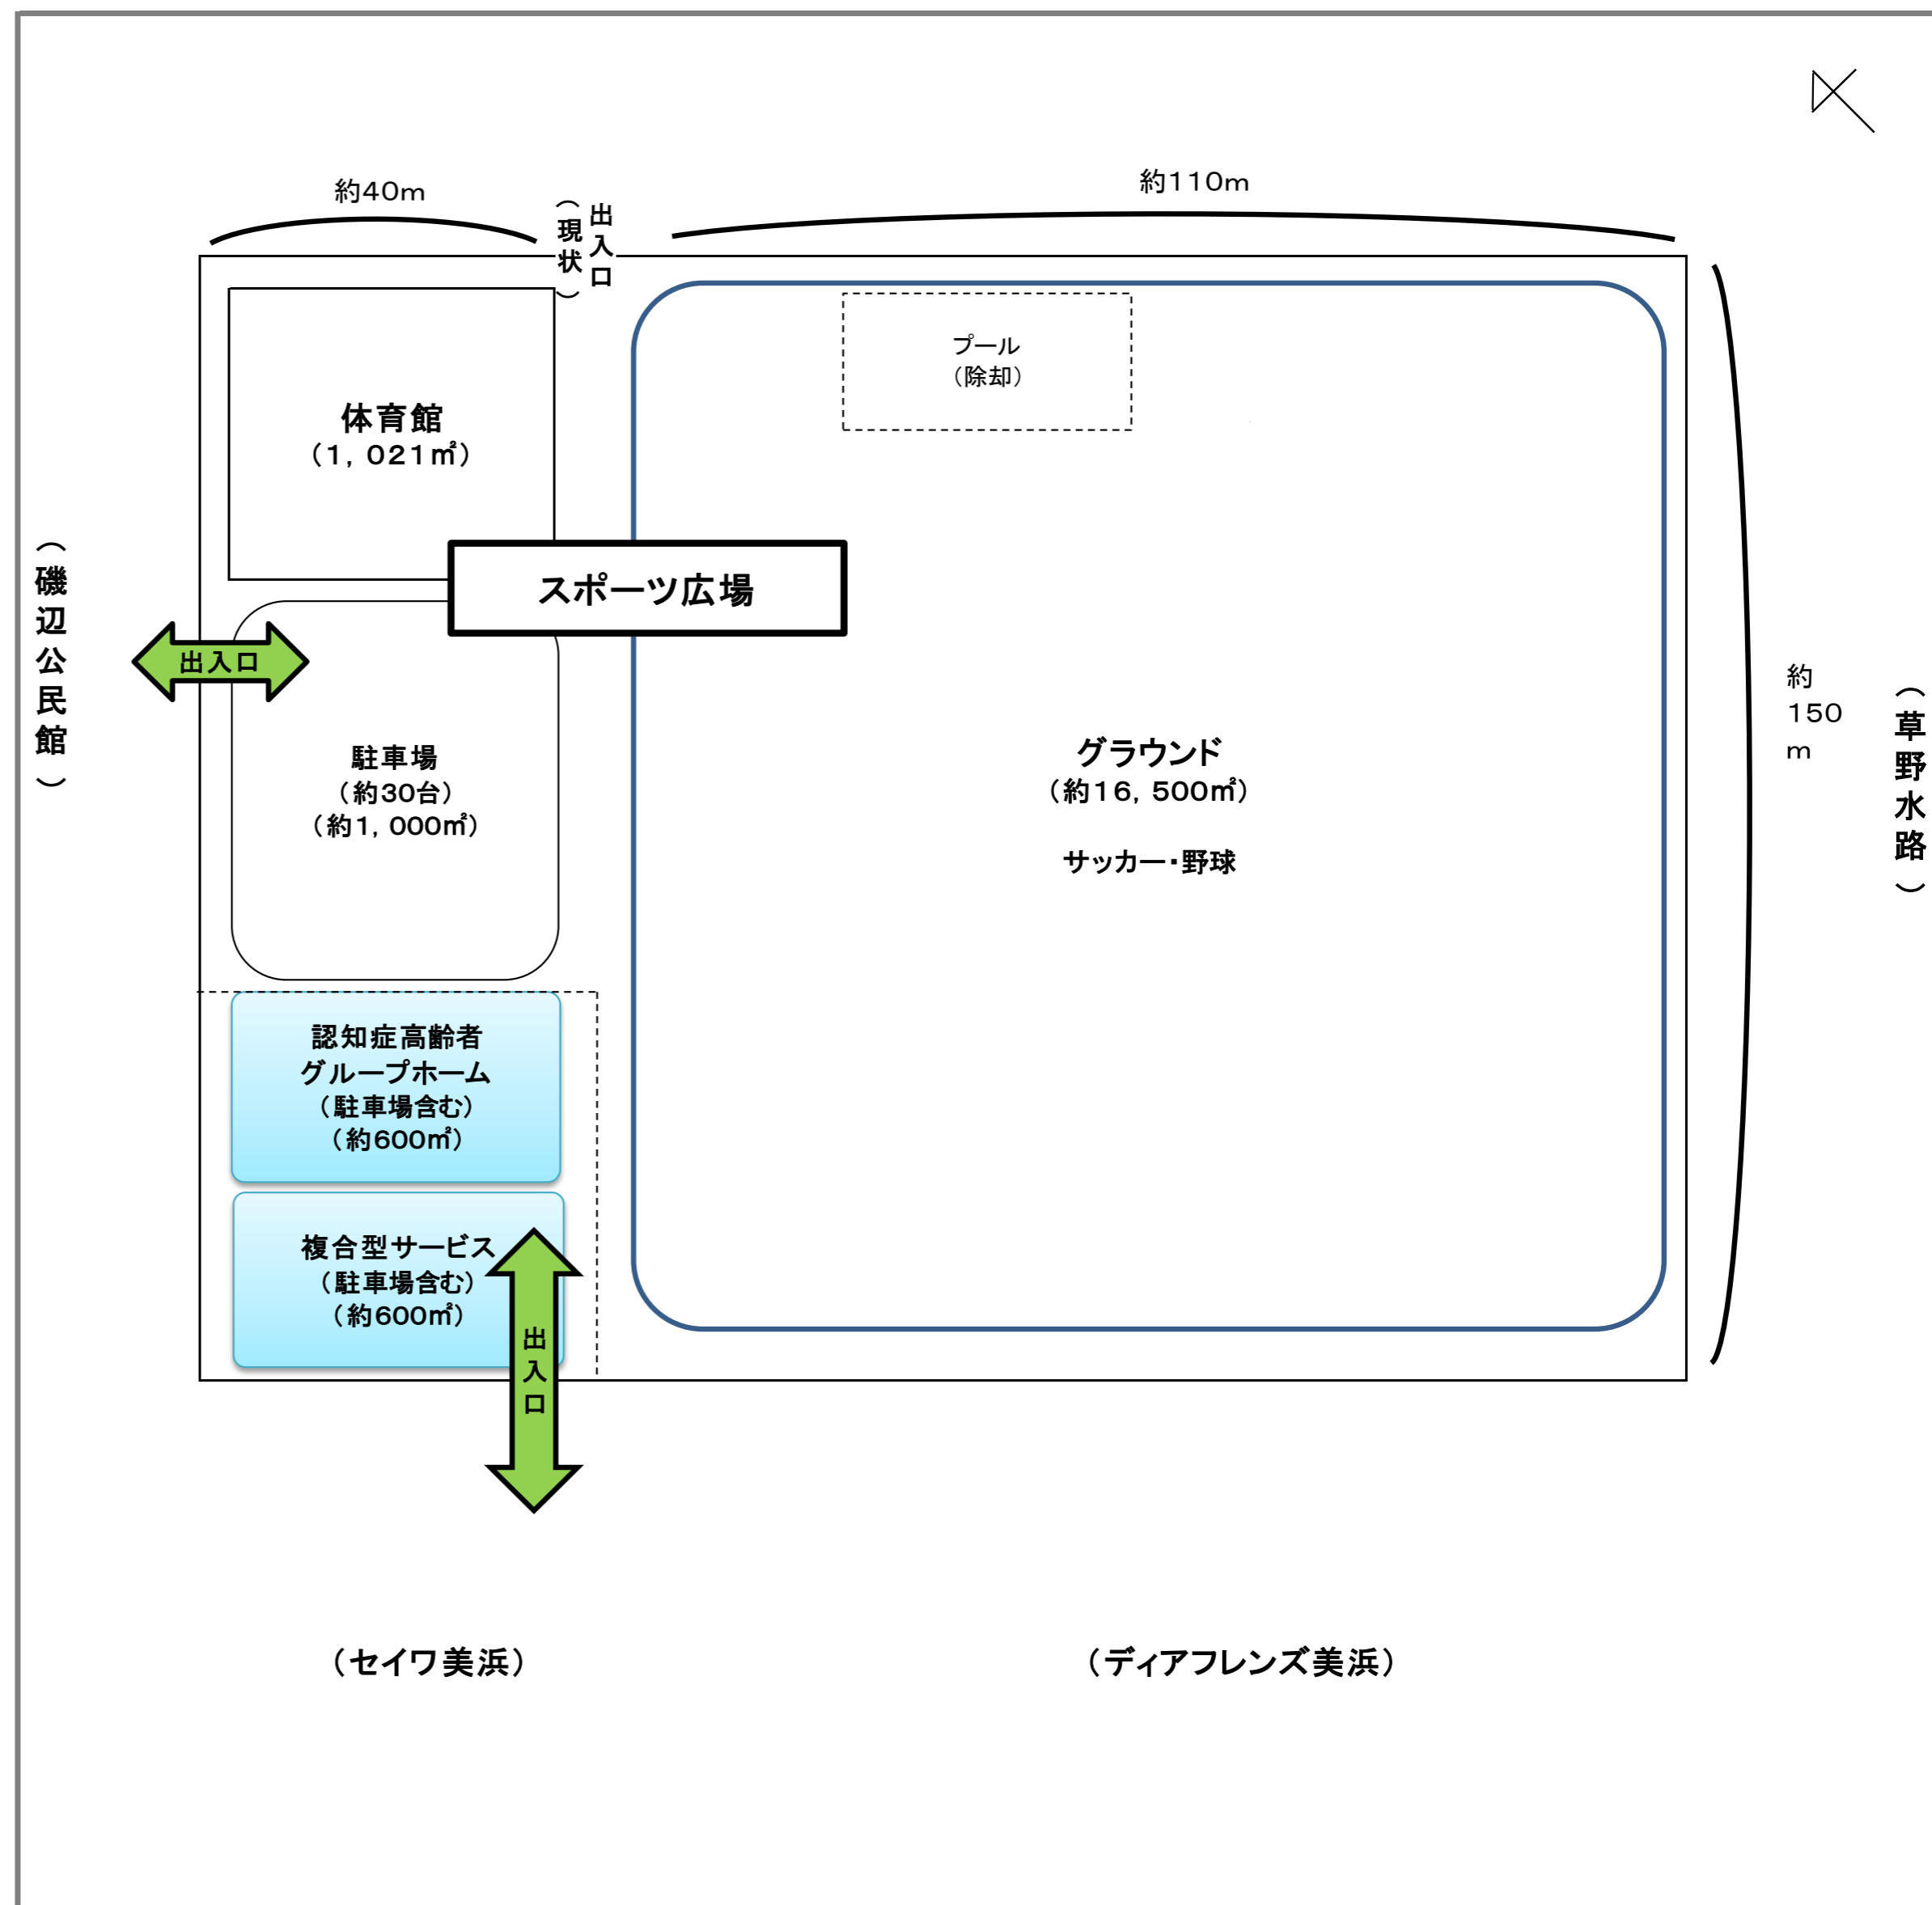 約40m
約110m
出入口
（現状）
プール
（除却）
体育館
（1，021㎡）
スポーツ広場
（磯辺公民館）
出入口
駐車場
（約30台）
（約1，000㎡）
グラウンド
（約16，500㎡）
サッカー・野球
約
150
m
（草野水路）
認知症高齢者
グループホーム
（駐車場含む）
（約600㎡）
複合型サービス
（駐車場含む）
（約600㎡）
出入口
（セイワ美浜）
（ディアフレンズ美浜）